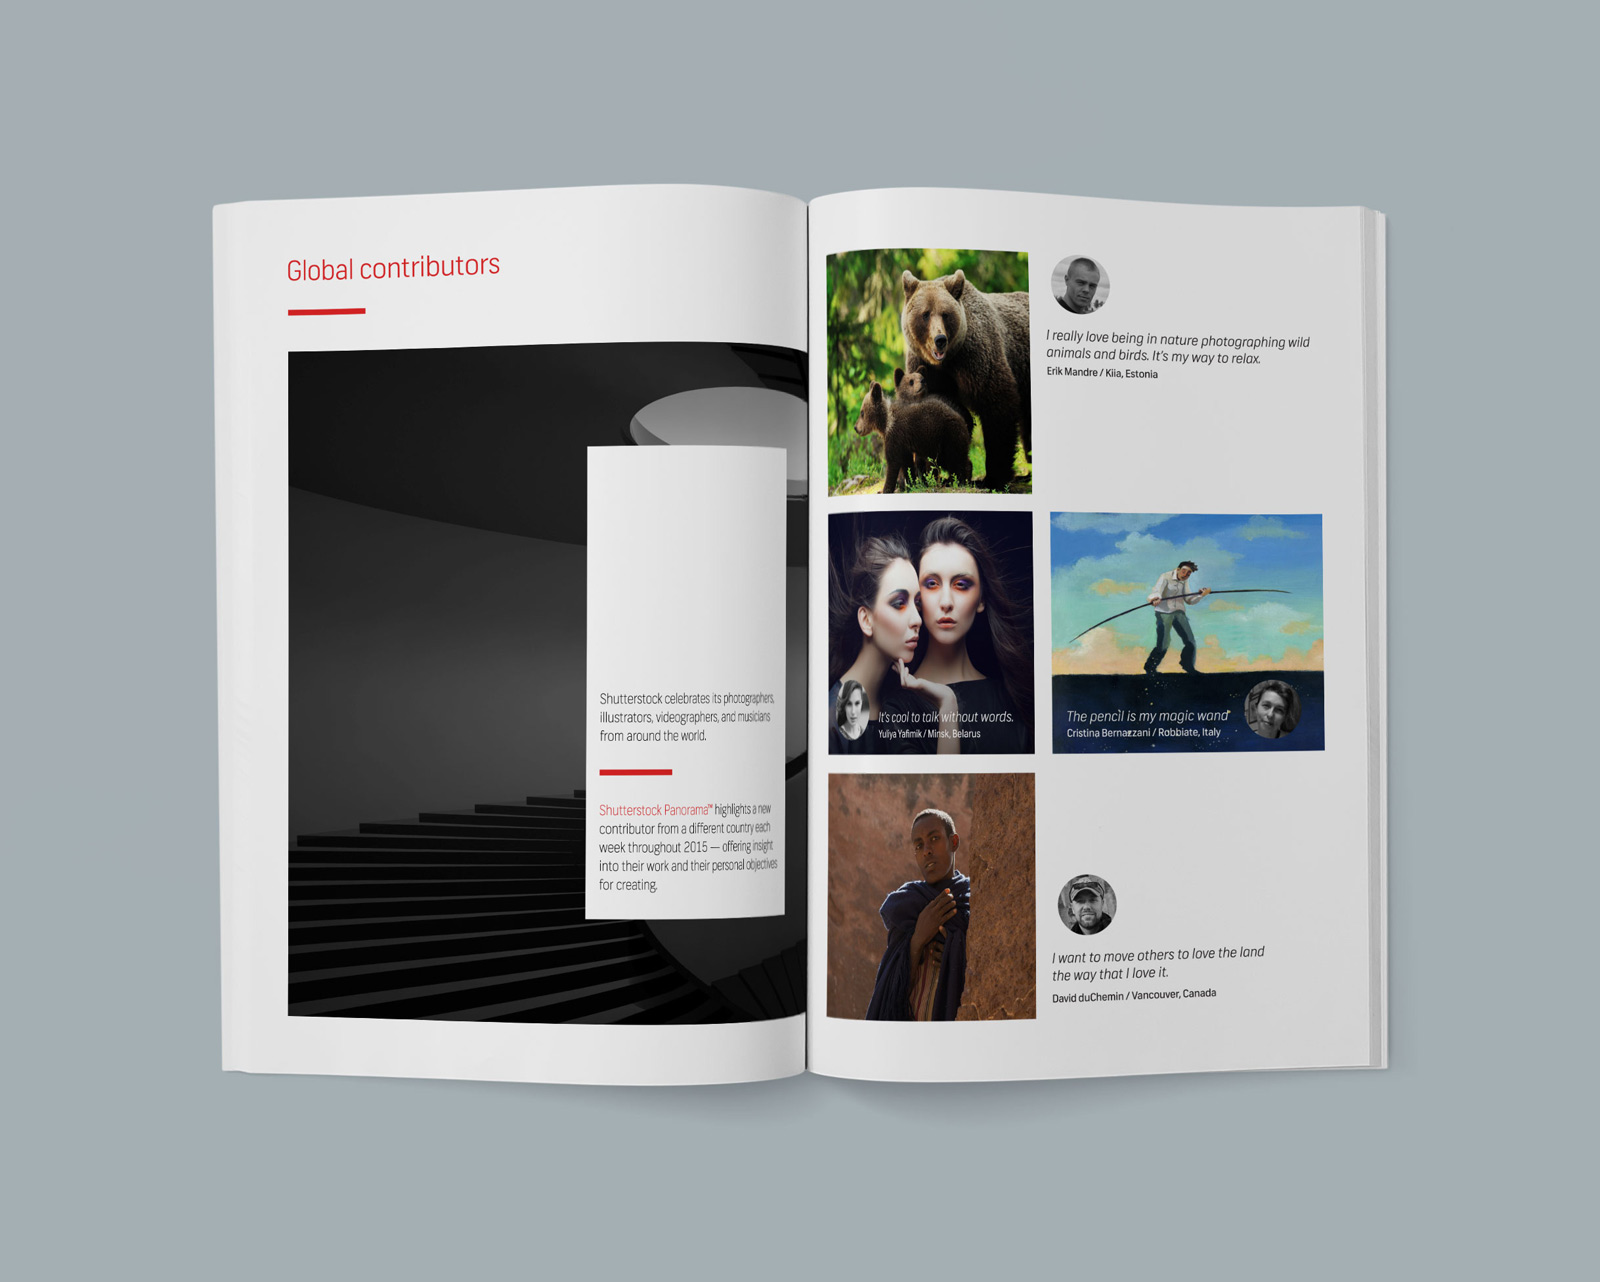 Global contributors
Shutterstock celebrates its photographers,
illustrators, videographers, and musicians
from around the world.
Shutterstock Panorama™ highlights a new
contributor from a different country each
week throughout 2015 — offering insight
into their work and their personal objectives
for creating.
I really love being in nature photographing wild
animals and birds. It's my way to relax.
Erik Mandre / Kiia, Estonia
It's cool to talk without words.
Yuliya Yafimik / Minsk, Belarus
The pencil is my magic wand
Cristina Bernazzani / Robbiate, Italy
I want to move others to love the land
the way that I love it.
David duChemin / Vancouver, Canada